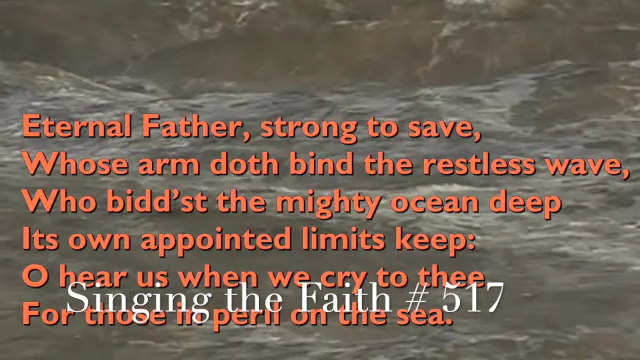 Eternal Father, strong to save,
Whose arm doth bind the restless wave,
Who bidd’st the mighty ocean deep
Its own appointed limits keep:
O hear us when we cry to thee
For those in peril on the sea.
Singing the Faith # 517